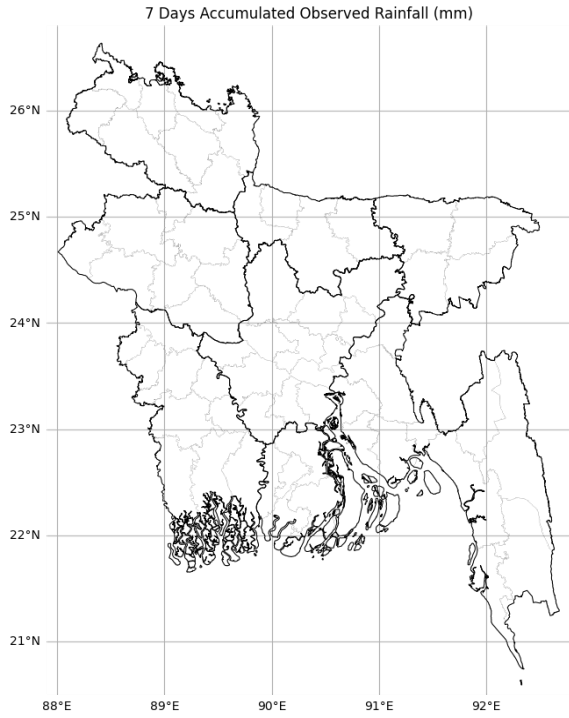 7 Days Accumulated Observed Rainfall (mm)
26°N
25°N
24°N
23°N
22°N
21°N
88°E 89°E 90°E 91°E 92°E